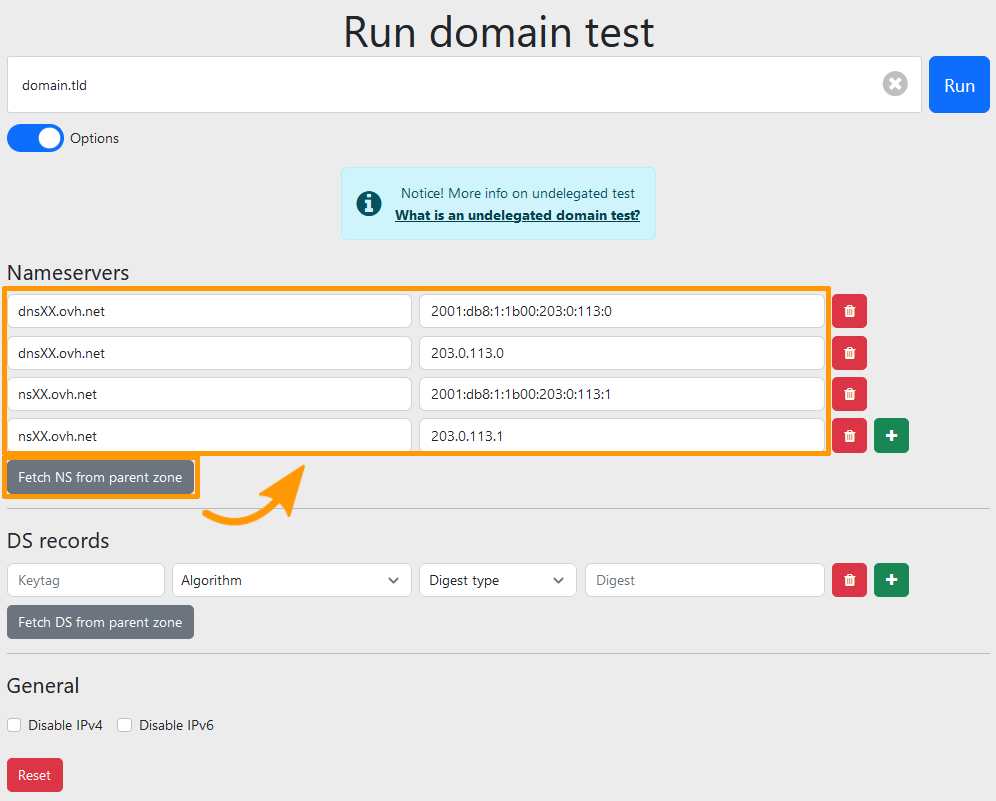 Run domain test
domain.tld
Run
Options
Notice! More info on undelegated test
What is an undelegated domain test?
Nameservers
dnsXX.ovh.net 2001:db8:1:1b00:203:0:113:0
dnsXX.ovh.net 203.0.113.0
nsXX.ovh.net 2001:db8:1:1b00:203:0:113:1
nsXX.ovh.net 203.0.113.1
Fetch NS from parent zone
DS records
Keytag Algorithm Digest type Digest
Fetch DS from parent zone
General
Disable IPv4 Disable IPv6
Reset